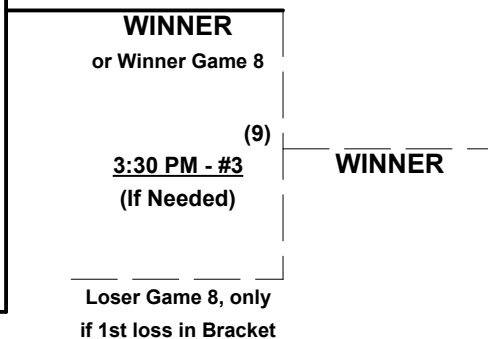 WINNER
or Winner Game 8
(9)
3:30 PM - #3
WINNER
(If Needed)
Loser Game 8, only
if 1st loss in Bracket